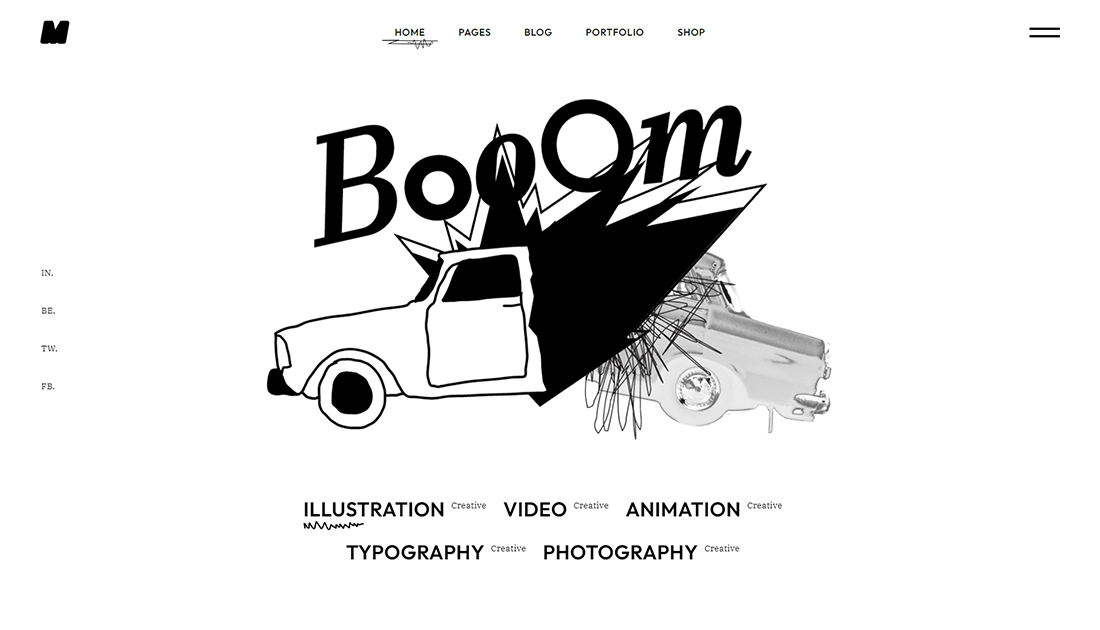 M
HOME PAGES BLOG PORTFOLIO SHOP
BooOm
IN.
BE.
TW.
FB.
ILLUSTRATION Creative VIDEO Creative ANIMATION Creative
TYPOGRAPHY Creative PHOTOGRAPHY Creative